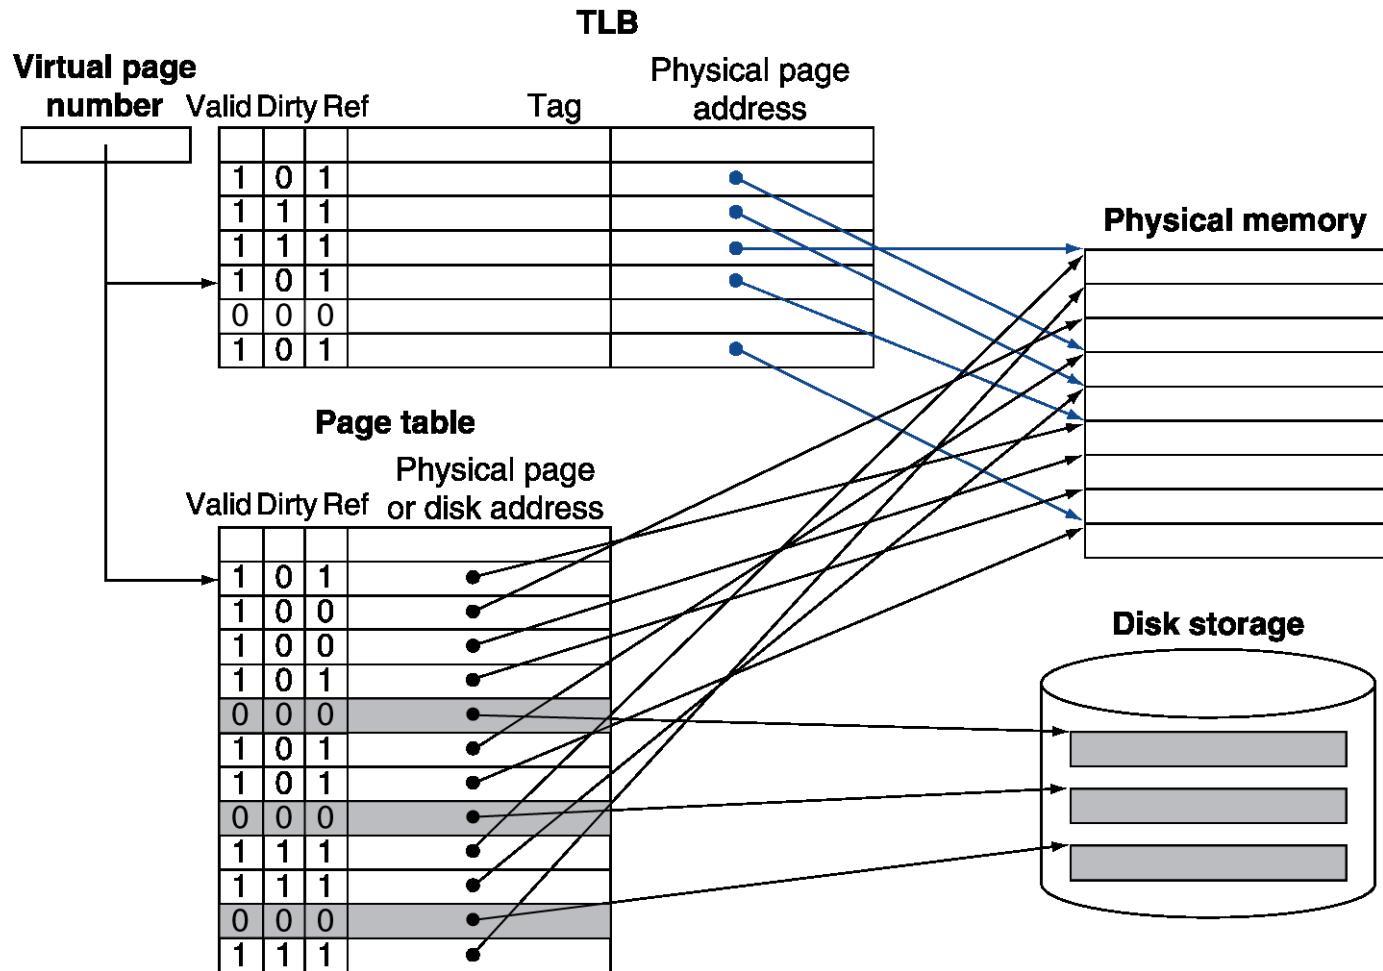 TLB
Virtual page
number
Valid Dirty Ref
Tag
Physical page
address
1 0 1
1 1 1
1 1 1
1 0 1
0 0 0
1 0 1
Physical memory
Page table
Physical page
or disk address
Valid Dirty Ref
1 0 1
1 0 0
1 0 0
1 0 1
0 0 0
1 0 1
1 0 1
0 0 0
1 1 1
1 1 1
0 0 0
1 1 1
Disk storage